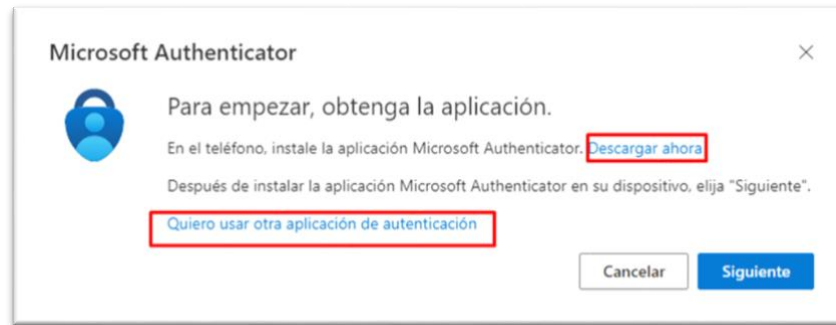 Microsoft Authenticator
Para empezar, obtenga la aplicación.
En el teléfono, instale la aplicación Microsoft Authenticator. Descargar ahora
Después de instalar la aplicación Microsoft Authenticator en su dispositivo, elija "Siguiente".
Quiero usar otra aplicación de autenticación
Cancelar Siguiente